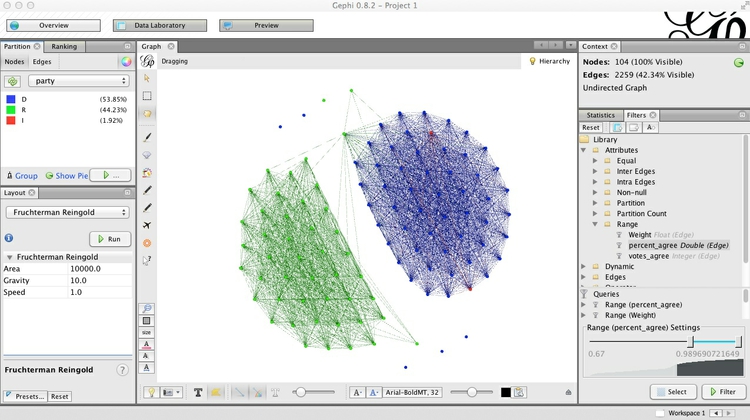 Gephi 0.8.2 - Project 1
Overview
Data Laboratory
Preview
Partition
Ranking
Nodes Edges
party
D (53.85%)
R (44.23%)
I (1.92%)
Group Show Pie ...
Layout
Fruchterman Reingold
Run
Fruchterman Reingold
Area 10000.0
Gravity 10.0
Speed 1.0
Fruchterman Reingold
Presets... Reset
Graph
Dragging
Hierarchy
size
A
A
A
T T
A- A- Arial-BoldMT, 32
Context
Nodes: 104 (100% Visible)
Edges: 2259 (42.34% Visible)
Undirected Graph
Statistics Filters
Reset
Library
Attributes
Equal
Inter Edges
Intra Edges
Non-null
Partition
Partition Count
Range
Weight Float (Edge)
percent_agree Double (Edge)
votes_agree Integer (Edge)
Dynamic
Edges
Operator
Queries
Range (percent_agree)
Range (Weight)
Range (percent_agree) Settings
0.67 0.989690721649
Select Filter
Workspace 1